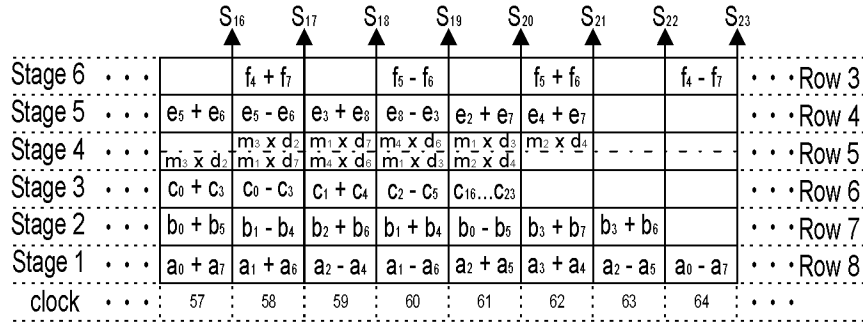 S16 S17 S18 S19 S20 S21 S22 S23
Stage 6 · · · f4 + f7 f5 - f6 f5 + f6 f4 - f7 · · · Row 3
Stage 5 · · · e5 + e6 e5 - e6 e3 + e8 e8 - e3 e2 + e7 e4 + e7 · · · Row 4
m3 x d2 m1 x d7 m4 x d6 m1 x d3 m2 x d4
Stage 4 · · · Row 5
m3 x d2 m1 x d7 m4 x d6 m1 x d3 m2 x d4
Stage 3 · · · c0 + c3 c0 - c3 c1 + c4 c2 - c5 c16...c23 · · · Row 6
Stage 2 · · · b0 + b5 b1 - b4 b2 + b6 b1 + b4 b0 - b5 b3 + b7 b3 + b6 · · · Row 7
Stage 1 · · · a0 + a7 a1 + a6 a2 - a4 a1 - a6 a2 + a5 a3 + a4 a2 - a5 a0 - a7 · · · Row 8
clock · · · 57 58 59 60 61 62 63 64 · · ·